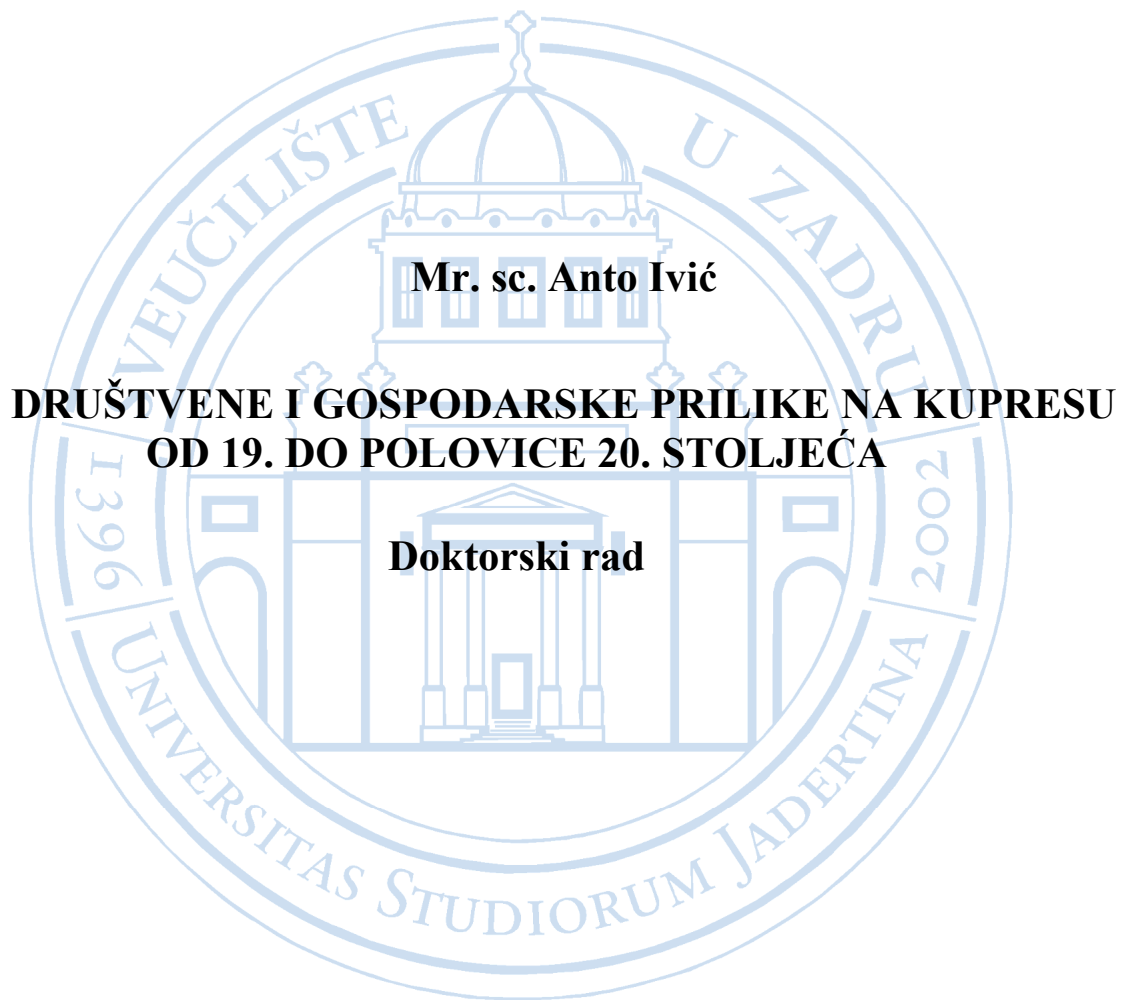 SVEUČILIŠTE U ZADRU
Mr. sc. Anto Ivić
DRUŠTVENE I GOSPODARSKE PRILIKE NA KUPRESU
OD 19. DO POLOVICE 20. STOLJEĆA
Doktorski rad
1396
2002
UNIVERSITAS STUDIORUM JADERTINA